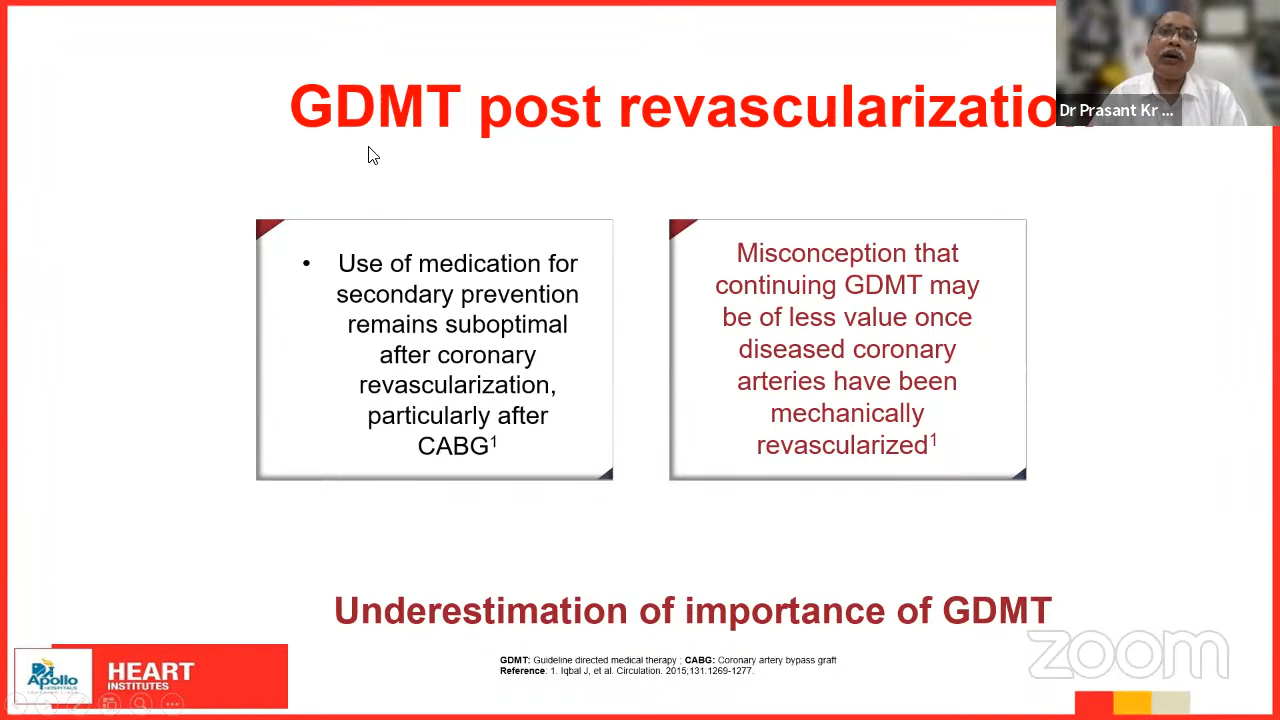 GDMT post revascularization
Dr Prasant Kr ...
• Use of medication for
secondary prevention
remains suboptimal
after coronary
revascularization,
particularly after
CABG¹
Misconception that
continuing GDMT may
be of less value once
diseased coronary
arteries have been
mechanically
revascularized¹
Underestimation of importance of GDMT
zoom
GDMT: Guideline directed medical therapy ; CABG: Coronary artery bypass graft
Reference: 1. Iqbal J, et al. Circulation. 2015,131:1269-1277.
Apollo
HOSPITALS
HEART
INSTITUTES